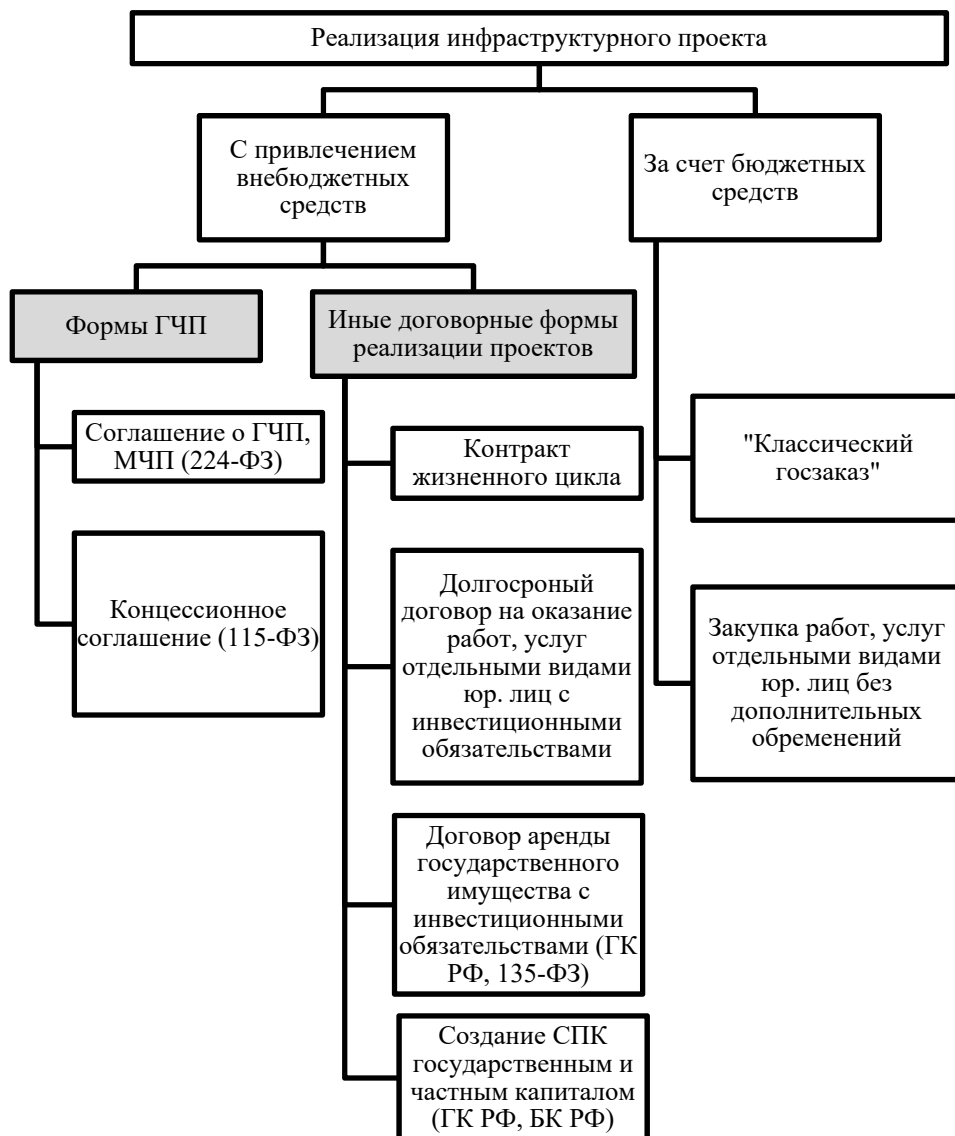 Реализация инфраструктурного проекта
С привлечением
внебюджетных
средств
За счет бюджетных
средств
Формы ГЧП
Иные договорные формы
реализации проектов
Соглашение о ГЧП,
МЧП (224-ФЗ)
Концессионное
соглашение (115-ФЗ)
Контракт
жизненного цикла
Долгосроный
договор на оказание
работ, услуг
отдельными видами
юр. лиц с
инвестиционными
обязательствами
Договор аренды
государственного
имущества с
инвестиционными
обязательствами (ГК
РФ, 135-ФЗ)
Создание СПК
государственным и
частным капиталом
(ГК РФ, БК РФ)
"Классический
госзаказ"
Закупка работ, услуг
отдельными видами
юр. лиц без
дополнительных
обременений